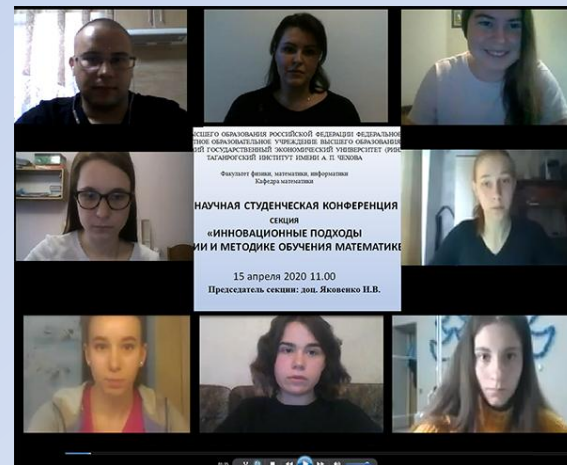 ВЫСШЕГО ОБРАЗОВАНИЯ РОССИЙСКОЙ ФЕДЕРАЦИИ ФЕДЕРАЛЬНОЕ
ОБРАЗОВАТЕЛЬНОЕ УЧРЕЖДЕНИЕ ВЫСШЕГО ОБРАЗОВАНИЯ
ГОСУДАРСТВЕННЫЙ ЭКОНОМИЧЕСКИЙ УНИВЕРСИТЕТ (РИНХ
ТАГАНРОГСКИЙ ИНСТИТУТ ИМЕНИ А. П. ЧЕХОВА
Факультет физики, математики, информатики
Кафедра математики
НАУЧНАЯ СТУДЕНЧЕСКАЯ КОНФЕРЕНЦИЯ
СЕКЦИЯ
«ИННОВАЦИОННЫЕ ПОДХОДЫ
ИИ И МЕТОДИКЕ ОБУЧЕНИЯ МАТЕМАТИКЕ
15 апреля 2020 11.00
Председатель секции: доц. Яковенко И.В.